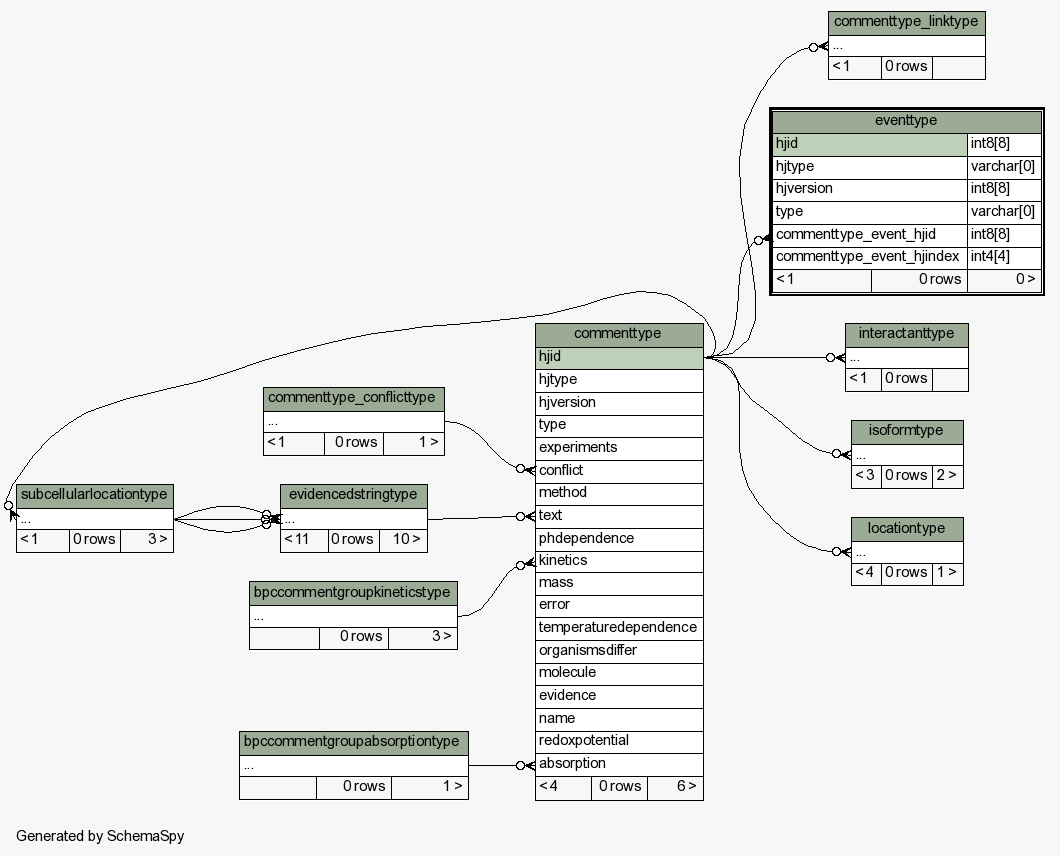 commenttype_linktype
...
< 1 0 rows
eventtype
hjid int8[8]
hjtype varchar[0]
hjversion int8[8]
type varchar[0]
commenttype_event_hjid int8[8]
commenttype_event_hjindex int4[4]
< 1 0 rows 0 >
commenttype
hjid
hjtype
hjversion
type
experiments
conflict
method
text
phdependence
kinetics
mass
error
temperaturedependence
organismsdiffer
molecule
evidence
name
redoxpotential
absorption
< 4 0 rows 6 >
interactanttype
...
< 1 0 rows
commenttype_conflicttype
...
< 1 0 rows 1 >
isoformtype
...
< 3 0 rows 2 >
subcellularlocationtype
...
< 1 0 rows 3 >
evidencedstringtype
...
< 11 0 rows 10 >
locationtype
...
< 4 0 rows 1 >
bpccommentgroupkineticstype
...
0 rows 3 >
bpccommentgroupabsorptiontype
...
0 rows 1 >
Generated by SchemaSpy